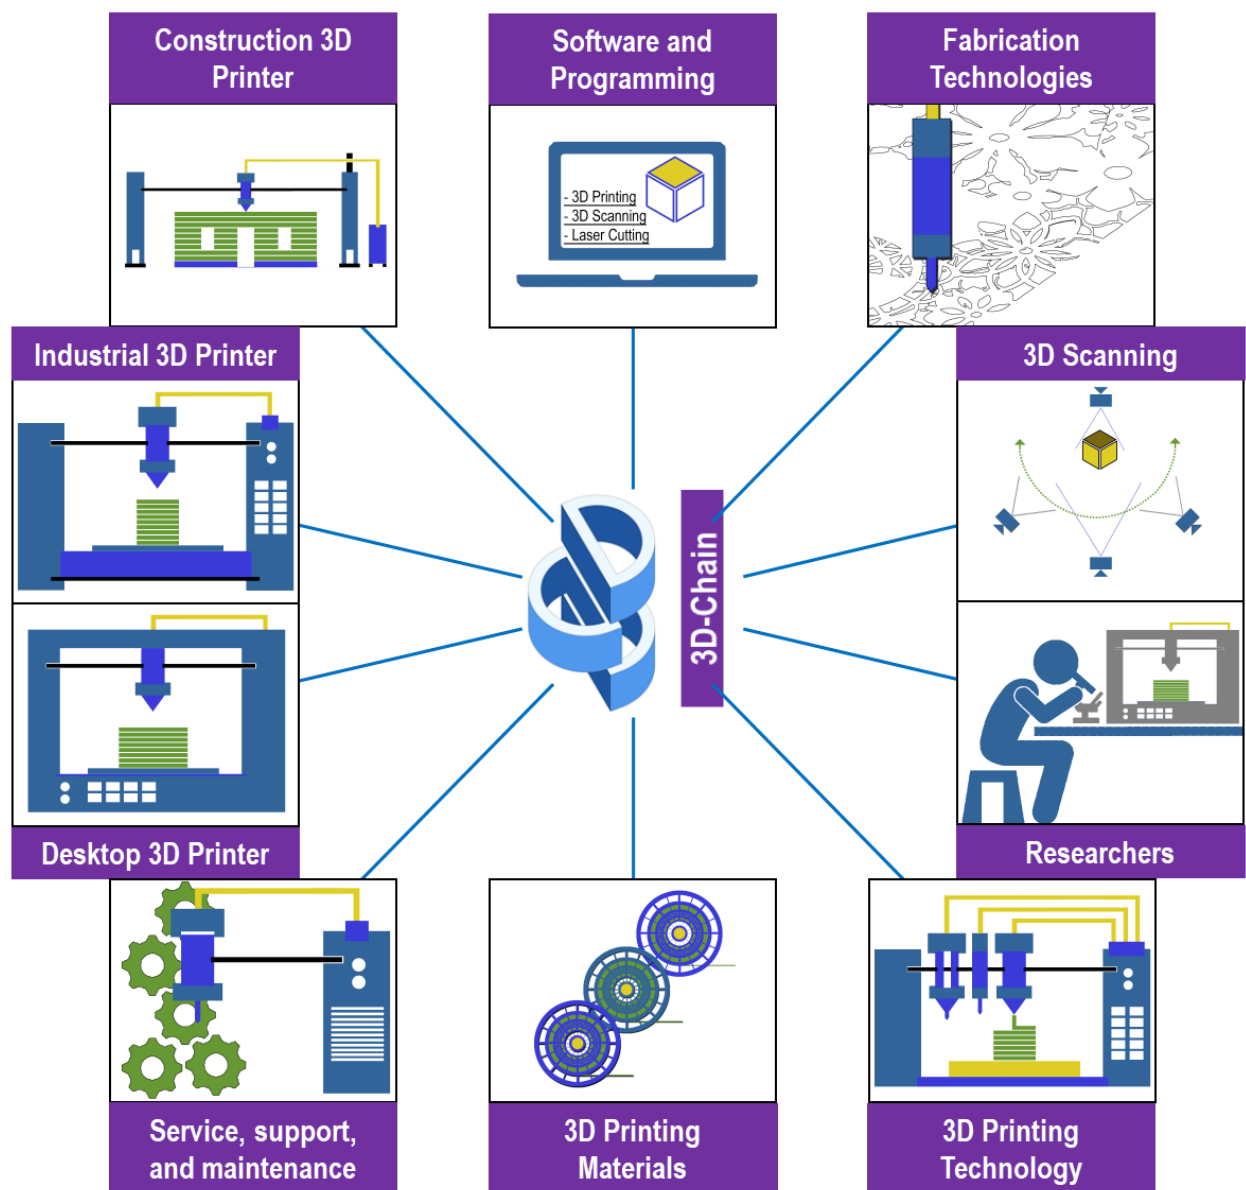 Construction 3D
Printer
Software and
Programming
Fabrication
Technologies
- 3D Printing
- 3D Scanning
- Laser Cutting
Industrial 3D Printer
3D Scanning
3D-Chain
Desktop 3D Printer
Researchers
Service, support,
and maintenance
3D Printing
Materials
3D Printing
Technology